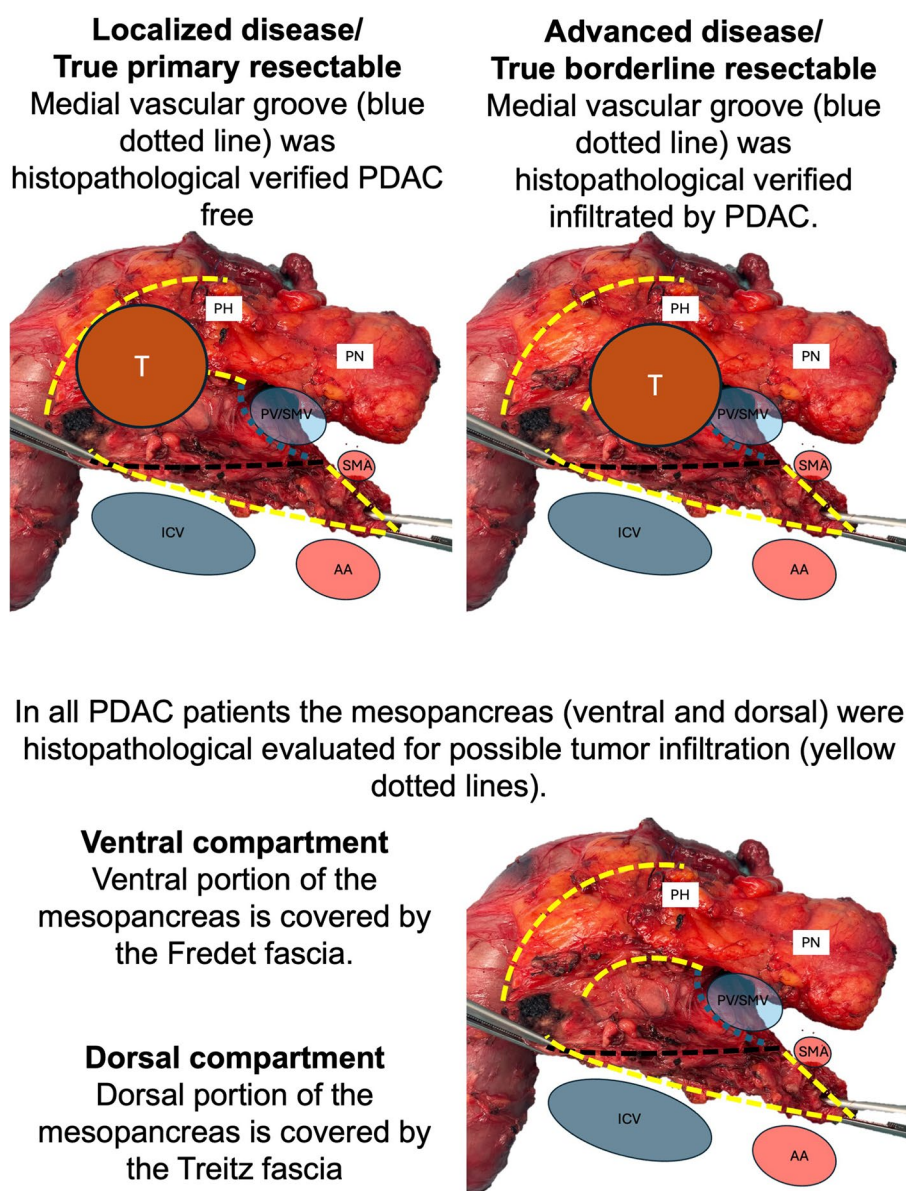 Localized disease/
True primary resectable
Medial vascular groove (blue
dotted line) was
histopathological verified PDAC
free
Advanced disease/
True borderline resectable
Medial vascular groove (blue
dotted line) was
histopathological verified
infiltrated by PDAC.
PH
PN
T
PV/SMV
SMA
ICV
AA
PH
PN
T
PV/SMV
SMA
ICV
AA
In all PDAC patients the mesopancreas (ventral and dorsal) were
histopathological evaluated for possible tumor infiltration (yellow
dotted lines).
Ventral compartment
Ventral portion of the
mesopancreas is covered by
the Fredet fascia.
Dorsal compartment
Dorsal portion of the
mesopancreas is covered by
the Treitz fascia
PH
PN
PV/SMV
SMA
ICV
AA